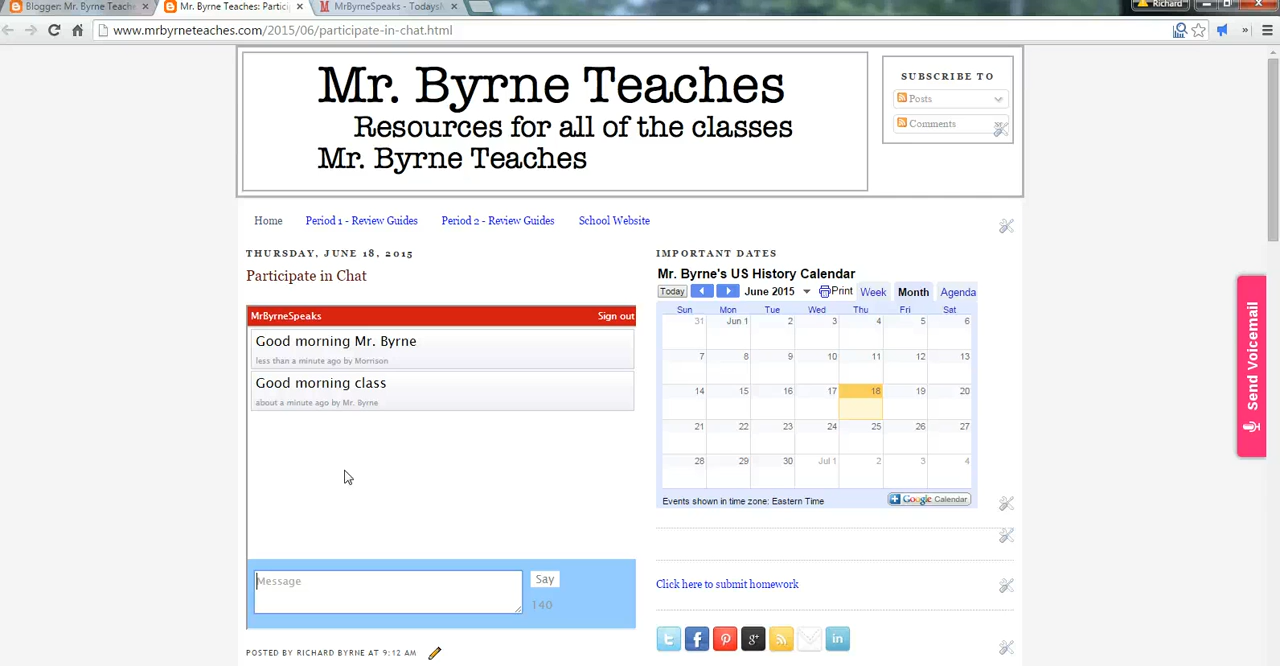 Blogger: Mr. Byrne Teache
Mr. Byrne Teaches: Partici
MrByrneSpeaks - TodaysM
Richard
www.mrbyrneteaches.com/2015/06/participate-in-chat.html
Mr. Byrne Teaches
Resources for all of the classes
Mr. Byrne Teaches
SUBSCRIBE TO
Posts
Comments
Home Period 1 - Review Guides Period 2 - Review Guides School Website
THURSDAY, JUNE 18, 2015
Participate in Chat
MrByrneSpeaks Sign out
Good morning Mr. Byrne
less than a minute ago by Morrison
Good morning class
about a minute ago by Mr. Byrne
Message
Say
140
POSTED BY RICHARD BYRNE AT 9:12 AM
IMPORTANT DATES
Mr. Byrne's US History Calendar
Today June 2015 Print Week Month Agenda
Sun Mon Tue Wed Thu Fri Sat
31 Jun 1 2 3 4 5 6
7 8 9 10 11 12 13
14 15 16 17 18 19 20
21 22 23 24 25 26 27
28 29 30 Jul 1 2 3 4
Events shown in time zone: Eastern Time
Google Calendar
Click here to submit homework
Send Voicemail